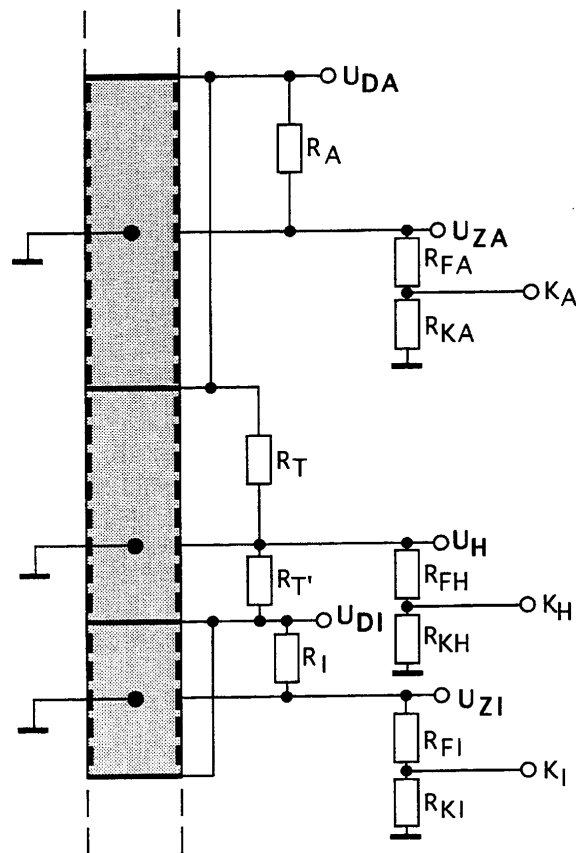 U_DA
R_A
U_ZA
R_FA
K_A
R_KA
R_T
U_H
R_FH
R_T'
K_H
U_DI
R_KH
R_I
U_ZI
R_FI
K_I
R_KI